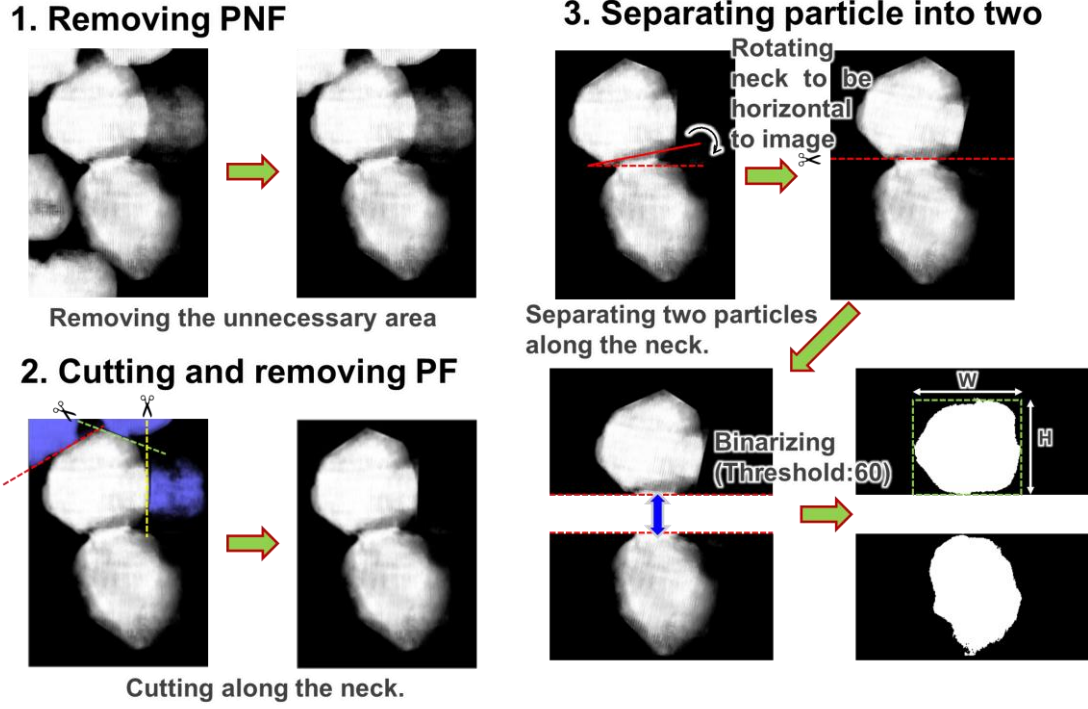 1. Removing PNF
Removing the unnecessary area
2. Cutting and removing PF
Cutting along the neck.
3. Separating particle into two
Rotating
neck to be
horizontal
to image
Separating two particles
along the neck.
Binarizing
(Threshold:60)
W
H